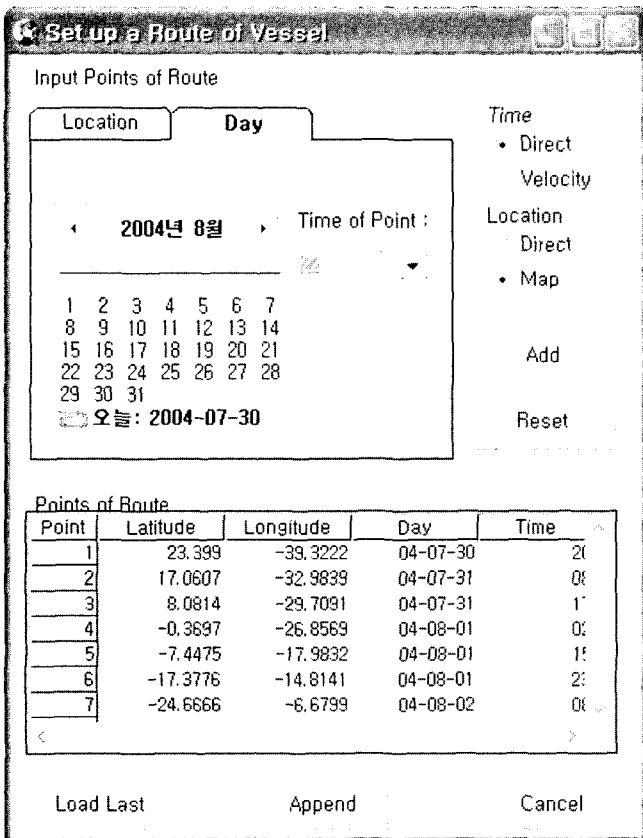 Set up a Route of Vessel
Input Points of Route
Location Day
2004년 8월
1 2 3 4 5 6 7
8 9 10 11 12 13 14
15 16 17 18 19 20 21
22 23 24 25 26 27 28
29 30 31
오늘: 2004-07-30
Time of Point :
Time
Direct
Velocity
Location
Direct
Map
Add
Reset
Points of Route
Point Latitude Longitude Day Time
1 23.399 -39.3222 04-07-30
2 17.0607 -32.9839 04-07-31
3 8.0814 -29.7091 04-07-31
4 -0.3697 -26.8569 04-08-01
5 -7.4475 -17.9832 04-08-01
6 -17.3776 -14.8141 04-08-01
7 -24.6666 -6.6799 04-08-02
Load Last Append Cancel